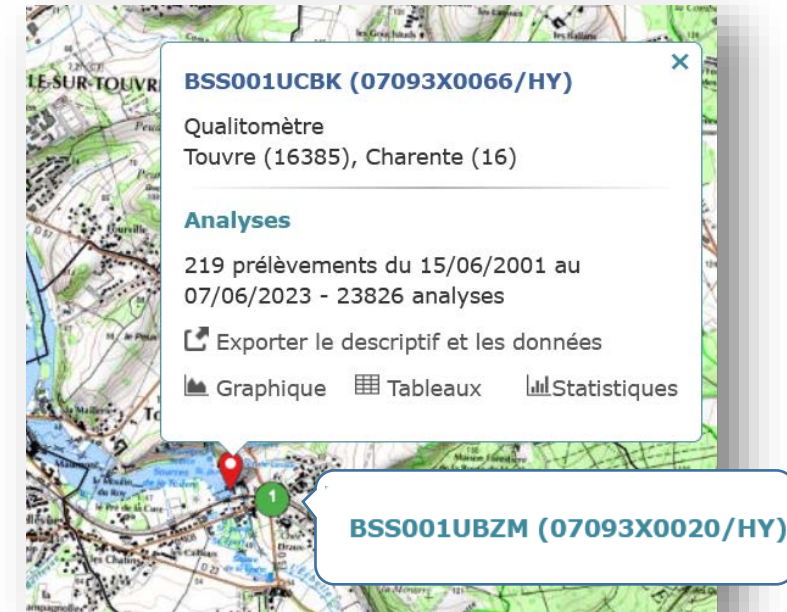 LE-SUR-TOUVR
BSS001UCBK (07093X0066/HY)
×
Qualitomètre
Touvre (16385), Charente (16)
Analyses
219 prélèvements du 15/06/2001 au
07/06/2023 - 23826 analyses
Exporter le descriptif et les données
Graphique Tableaux Statistiques
1
BSS001UBZM (07093X0020/HY)